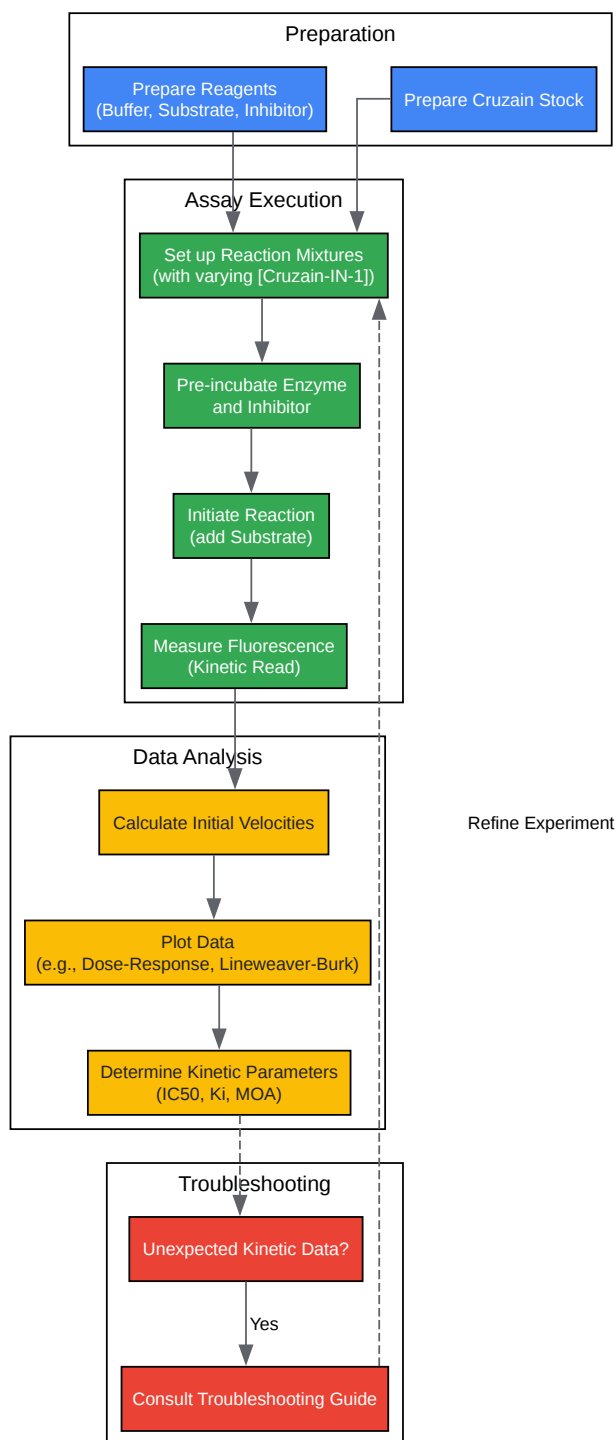 Preparation
Prepare Reagents
(Buffer, Substrate, Inhibitor)
Prepare Cruzain Stock
Assay Execution
Set up Reaction Mixtures
(with varying [Cruzain-IN-1])
Pre-incubate Enzyme
and Inhibitor
Initiate Reaction
(add Substrate)
Measure Fluorescence
(Kinetic Read)
Data Analysis
Calculate Initial Velocities
Refine Experiment
Plot Data
(e.g., Dose-Response, Lineweaver-Burk)
Determine Kinetic Parameters
(IC50, Ki, MOA)
Troubleshooting
Unexpected Kinetic Data?
Yes
Consult Troubleshooting Guide